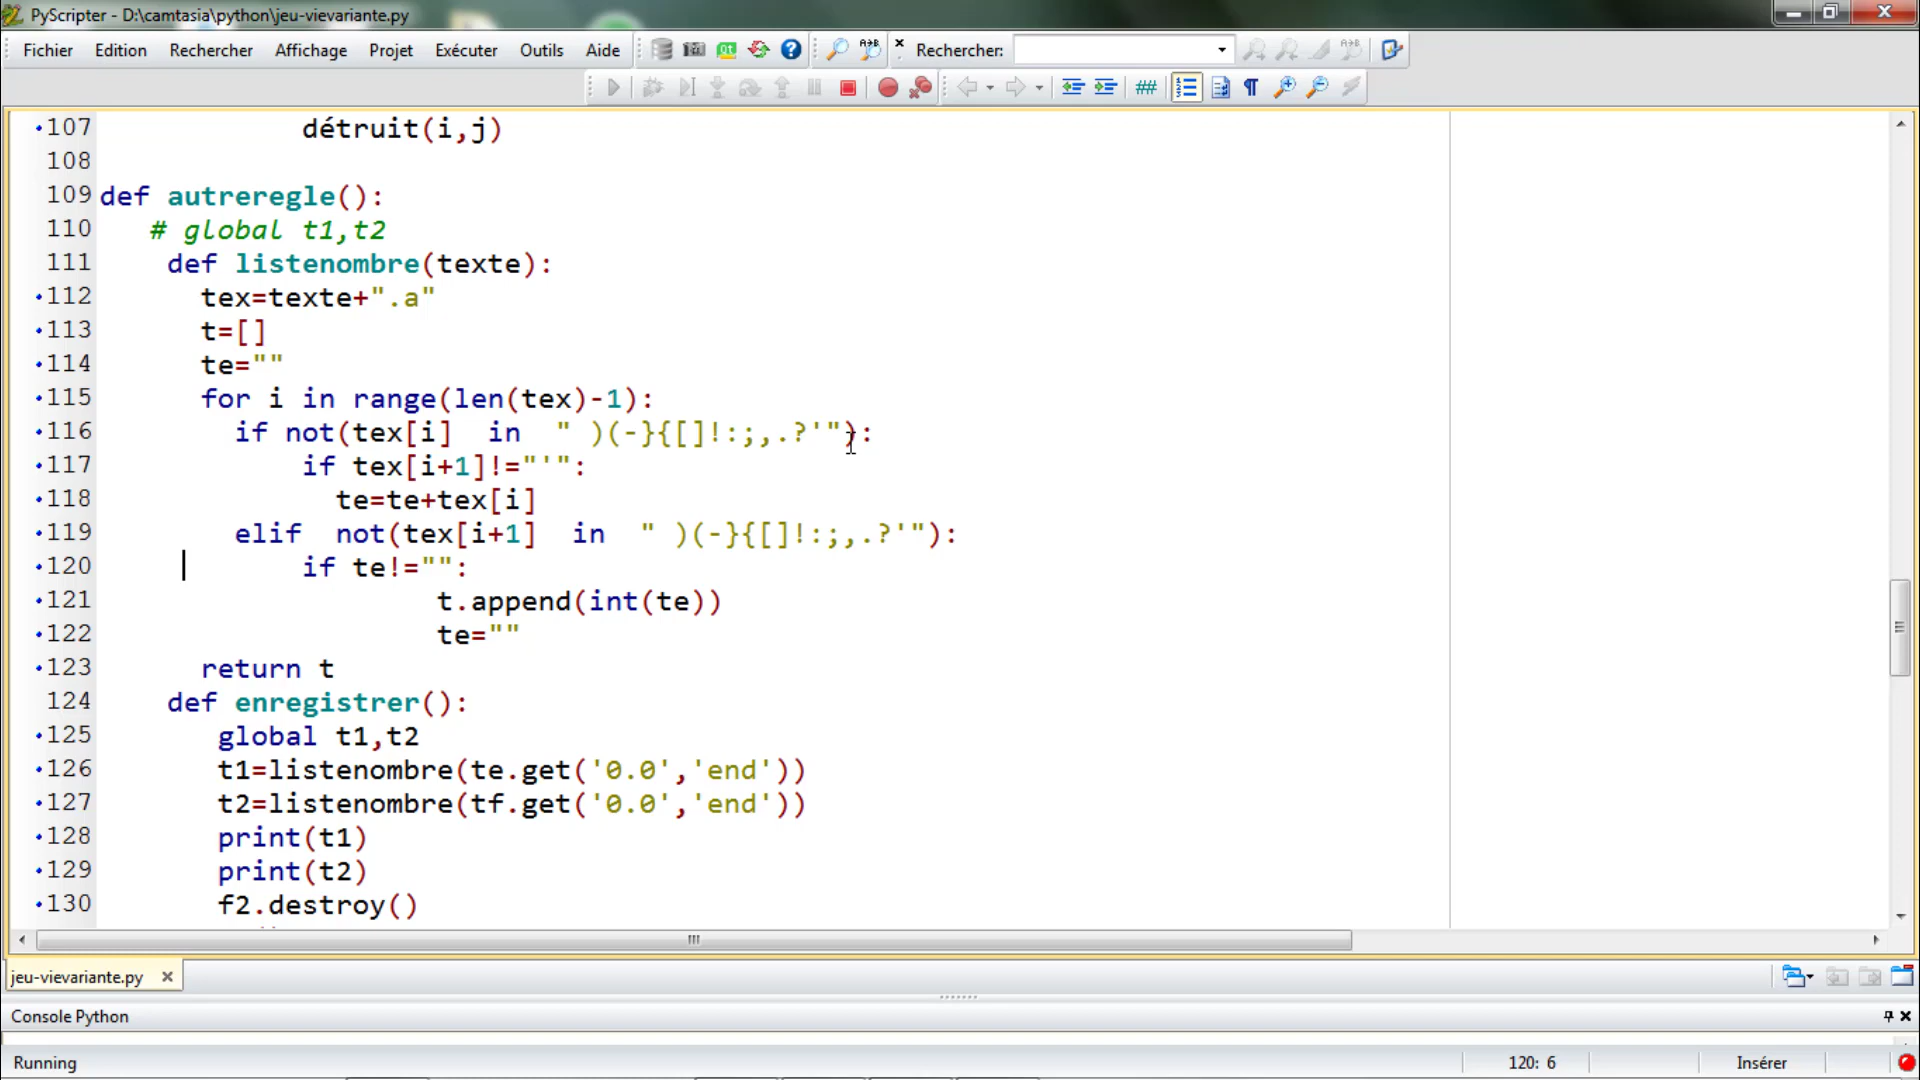 PyScripter - D:\camtasia\python\jeu-vievariante.py
Fichier Edition Rechercher Affichage Projet Exécuter Outils Aide Rechercher:
107 détruit(i,j)
108
109 def autreregle():
110 # global t1,t2
111 def listenombre(texte):
112 tex=texte+".a"
113 t=[]
114 te=""
115 for i in range(len(tex)-1):
116 if not(tex[i] in " )(-}{[]!:;,.?'"):
117 if tex[i+1]!="'":
118 te=te+tex[i]
119 elif not(tex[i+1] in " )(-}{[]!:;,.?'"):
120 if te!="":
121 t.append(int(te))
122 te=""
123 return t
124 def enregistrer():
125 global t1,t2
126 t1=listenombre(te.get('0.0','end'))
127 t2=listenombre(tf.get('0.0','end'))
128 print(t1)
129 print(t2)
130 f2.destroy()
jeu-vievariante.py
Console Python
Running 120: 6 Insérer